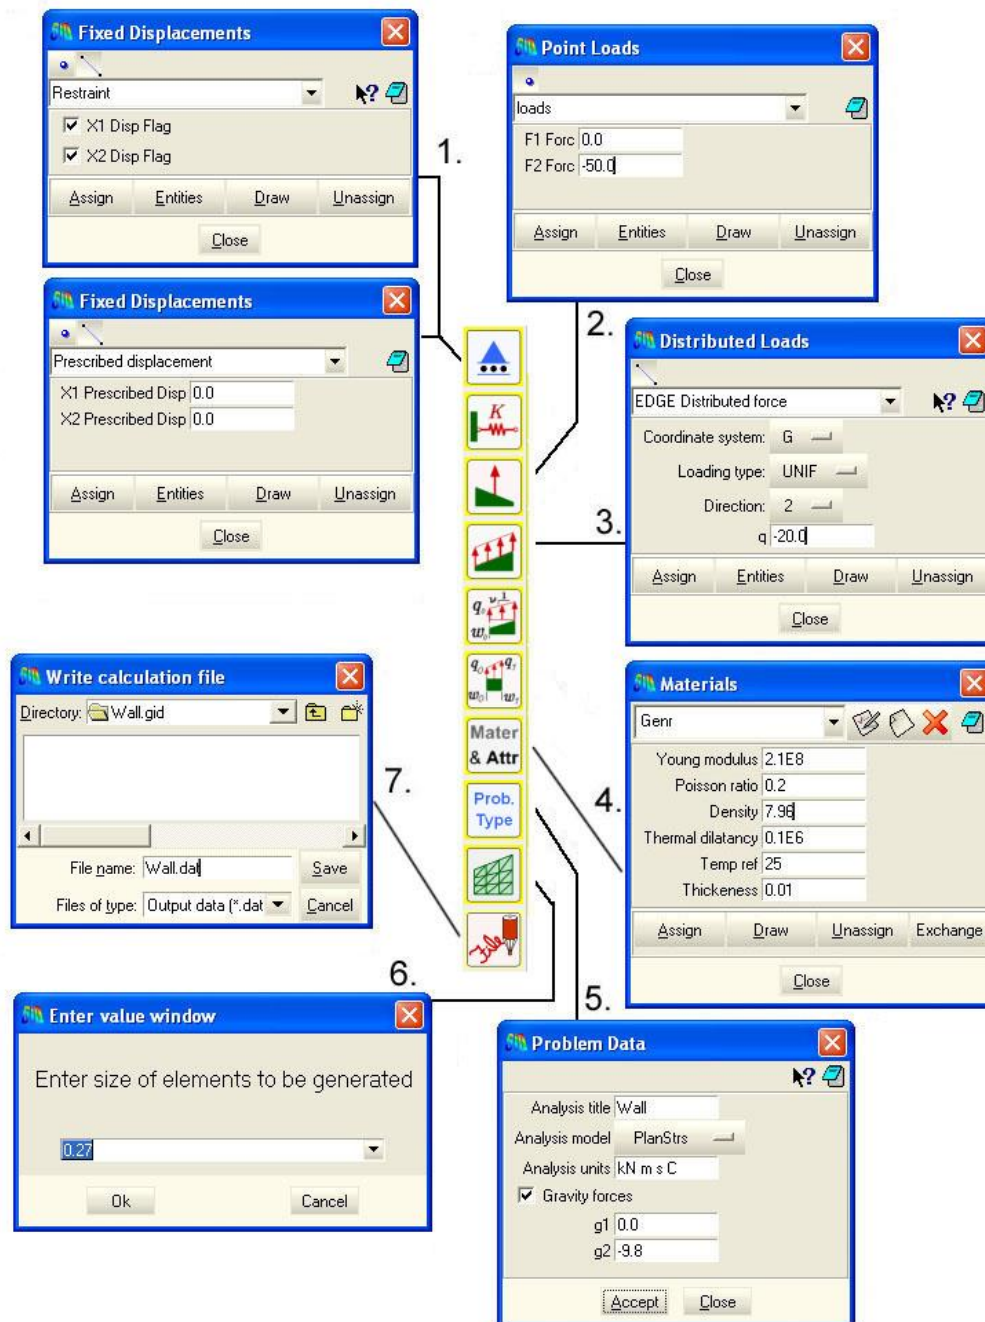 Fixed Displacements
Restraint
X1 Disp Flag
X2 Disp Flag
Assign Entities Draw Unassign
Close
1.
Point Loads
loads
F1 Forc 0.0
F2 Forc -50.0
Assign Entities Draw Unassign
Close
2.
Fixed Displacements
Prescribed displacement
X1 Prescribed Disp 0.0
X2 Prescribed Disp 0.0
Assign Entities Draw Unassign
Close
Distributed Loads
EDGE Distributed force
Coordinate system: G
Loading type: UNIF
Direction: 2
q -20.0
Assign Entities Draw Unassign
Close
3.
K
Mater
& Attr
Prob.
Type
File
Write calculation file
Directory: Wall.gid
File name: Wall.dat Save
Files of type: Output data (*.dat Cancel
7.
Materials
Genr
Young modulus 2.1E8
Poisson ratio 0.2
Density 7.96
Thermal dilatancy 0.1E6
Temp ref 25
Thickeness 0.01
Assign Draw Unassign Exchange
Close
4.
6.
5.
Enter value window
Enter size of elements to be generated
0.27
Ok Cancel
Problem Data
Analysis title Wall
Analysis model PlanStrs
Analysis units kN m s C
Gravity forces
g1 0.0
g2 -9.8
Accept Close